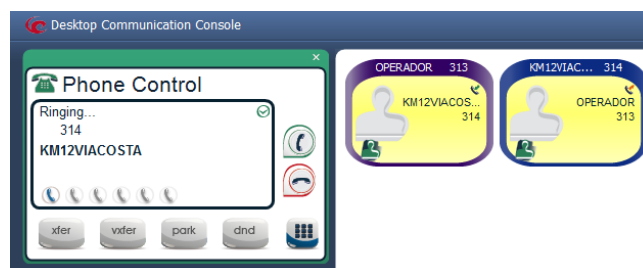 Desktop Communication Console
Phone Control
Ringing...
314
KM12VIACOSTA
xfer
vxfer
park
dnd
OPERADOR 313
KM12VIACOS...
314
KM12VIAC... 314
OPERADOR
313